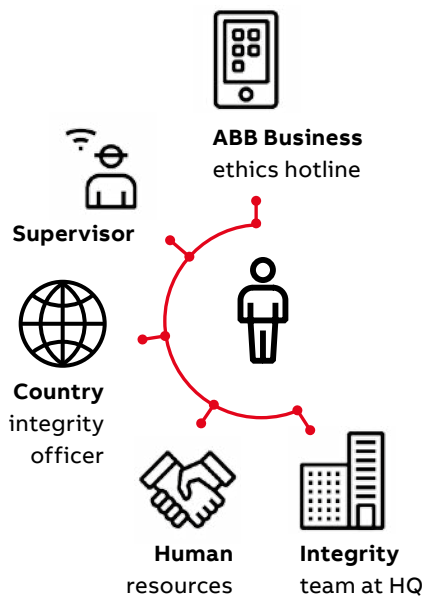 ABB Business
ethics hotline
Supervisor
Country
integrity
officer
Human
resources
Integrity
team at HQ